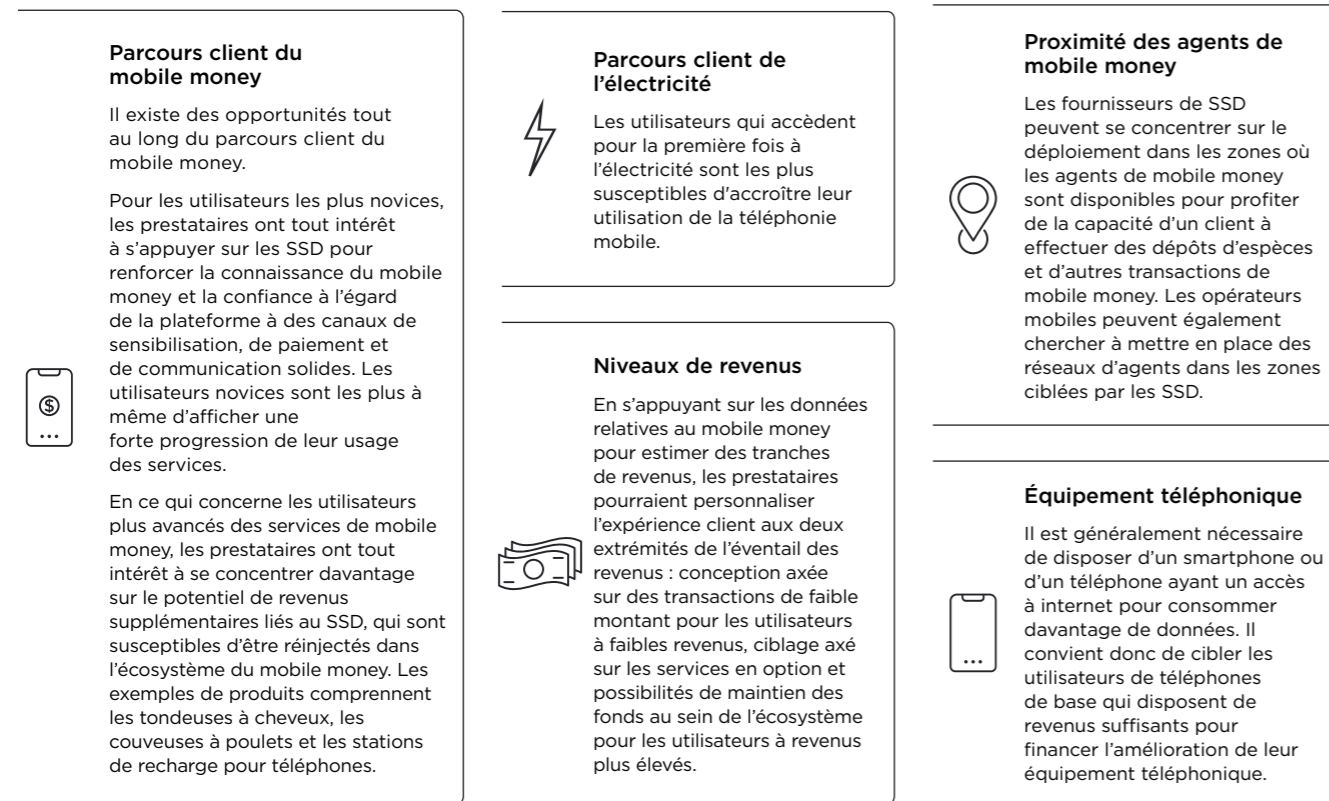 Parcours client du
mobile money
Il existe des opportunités tout
au long du parcours client du
mobile money.
Pour les utilisateurs les plus novices,
les prestataires ont tout intérêt
à s’appuyer sur les SSD pour
renforcer la connaissance du mobile
money et la confiance à l’égard
de la plateforme à des canaux de
sensibilisation, de paiement et
de communication solides. Les
utilisateurs novices sont les plus à
même d’afficher une
forte progression de leur usage
des services.
En ce qui concerne les utilisateurs
plus avancés des services de mobile
money, les prestataires ont tout
intérêt à se concentrer davantage
sur le potentiel de revenus
supplémentaires liés au SSD, qui sont
susceptibles d’être réinjectés dans
l’écosystème du mobile money. Les
exemples de produits comprennent
les tondeuses à cheveux, les
couveuses à poulets et les stations
de recharge pour téléphones.
Parcours client de
l’électricité
Les utilisateurs qui accèdent
pour la première fois à
l’électricité sont les plus
susceptibles d'accroître leur
utilisation de la téléphonie
mobile.
Niveaux de revenus
En s’appuyant sur les données
relatives au mobile money
pour estimer des tranches
de revenus, les prestataires
pourraient personnaliser
l’expérience client aux deux
extrémités de l’éventail des
revenus : conception axée
sur des transactions de faible
montant pour les utilisateurs
à faibles revenus, ciblage axé
sur les services en option et
possibilités de maintien des
fonds au sein de l’écosystème
pour les utilisateurs à revenus
plus élevés.
Proximité des agents de
mobile money
Les fournisseurs de SSD
peuvent se concentrer sur le
déploiement dans les zones où
les agents de mobile money
sont disponibles pour profiter
de la capacité d’un client à
effectuer des dépôts d’espèces
et d’autres transactions de
mobile money. Les opérateurs
mobiles peuvent également
chercher à mettre en place des
réseaux d’agents dans les zones
ciblées par les SSD.
Équipement téléphonique
Il est généralement nécessaire
de disposer d’un smartphone ou
d’un téléphone ayant un accès
à internet pour consommer
davantage de données. Il
convient donc de cibler les
utilisateurs de téléphones
de base qui disposent de
revenus suffisants pour
financer l’amélioration de leur
équipement téléphonique.